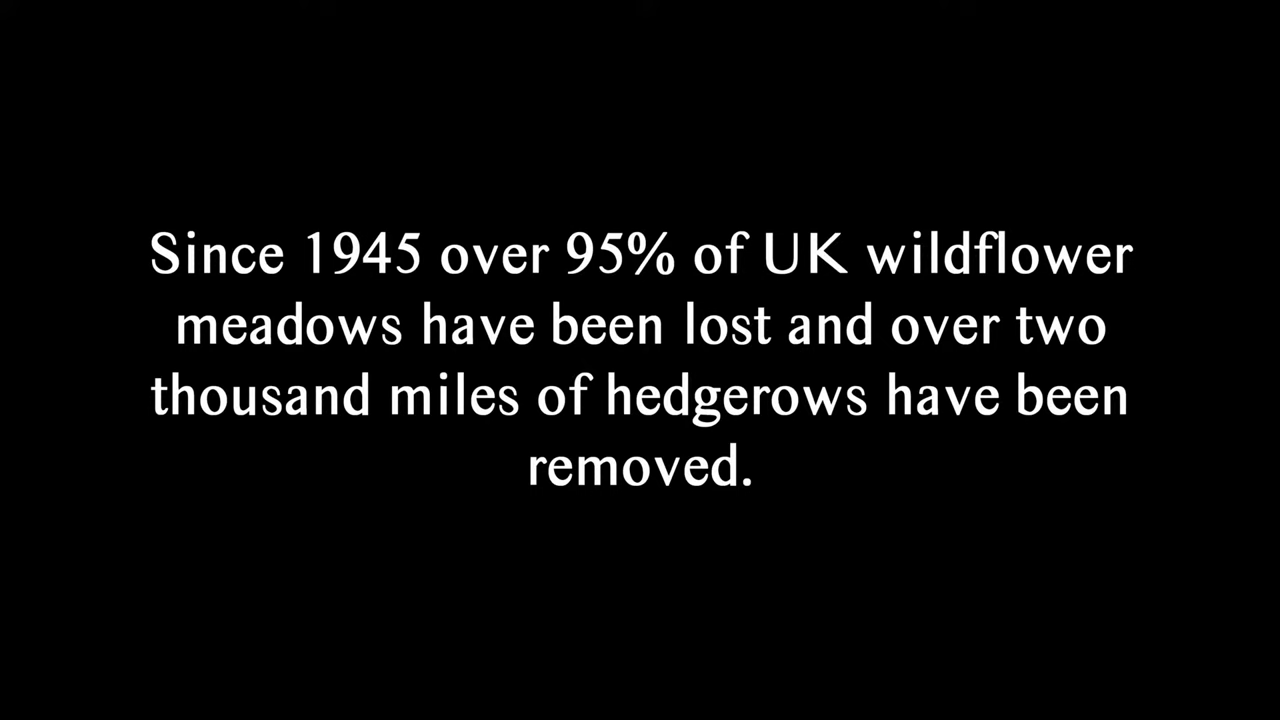 Since 1945 over 95% of UK wildflower
meadows have been lost and over two
thousand miles of hedgerows have been
removed.